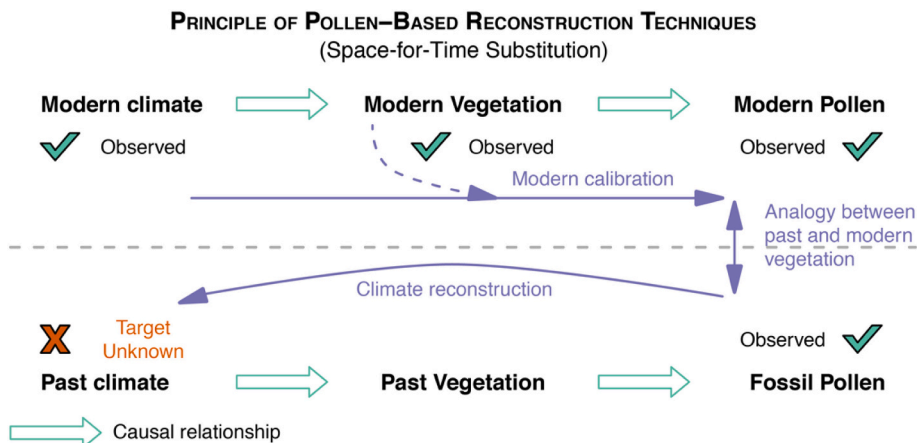 PRINCIPLE OF POLLEN–BASED RECONSTRUCTION TECHNIQUES
(Space-for-Time Substitution)
Modern climate
Modern Vegetation
Modern Pollen
Observed
Observed
Observed
Modern calibration
Analogy between
past and modern
vegetation
Climate reconstruction
X
Target
Unknown
Observed
Past climate
Past Vegetation
Fossil Pollen
Causal relationship